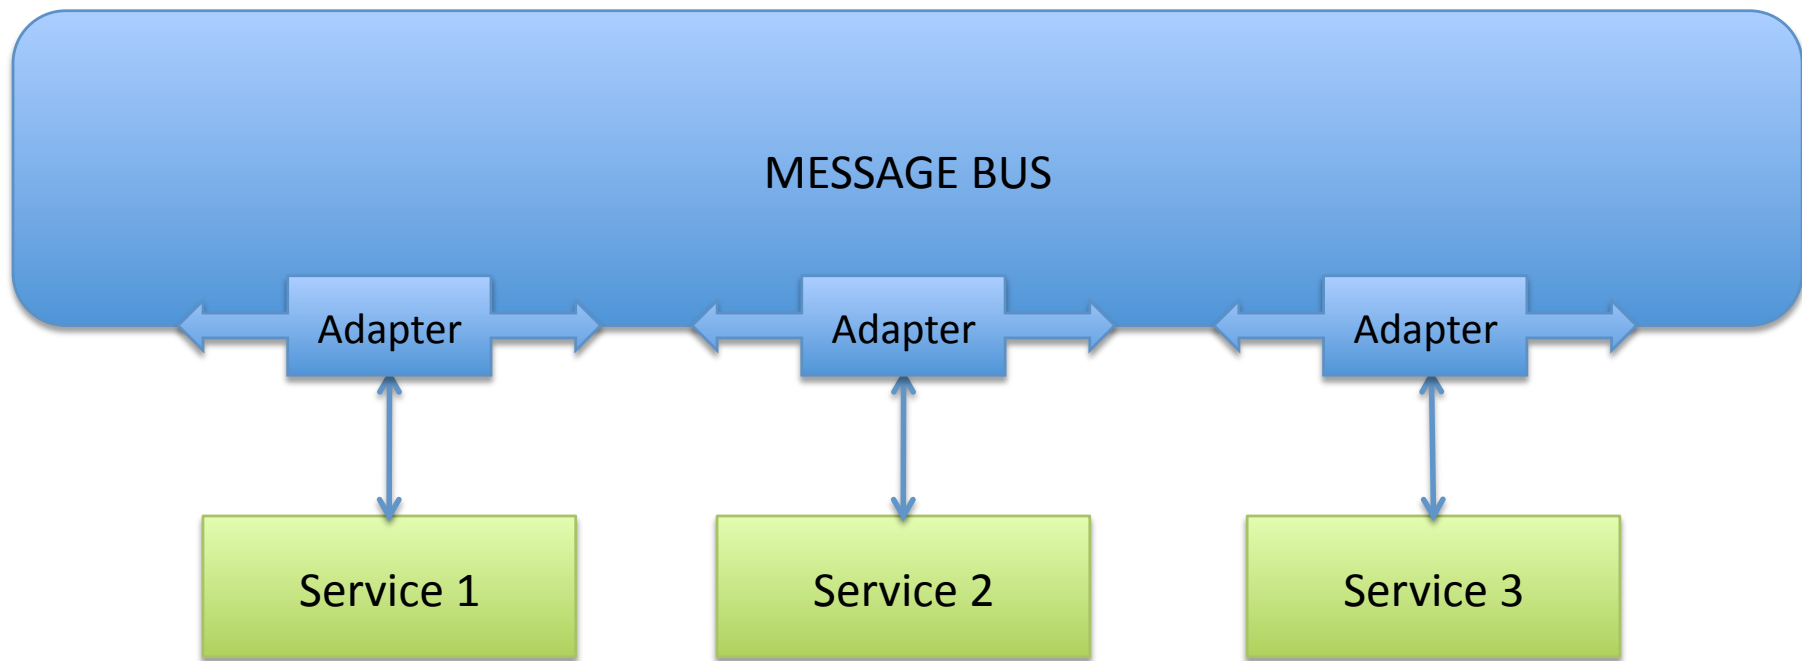 MESSAGE BUS
Adapter
Adapter
Adapter
Service 1
Service 2
Service 3